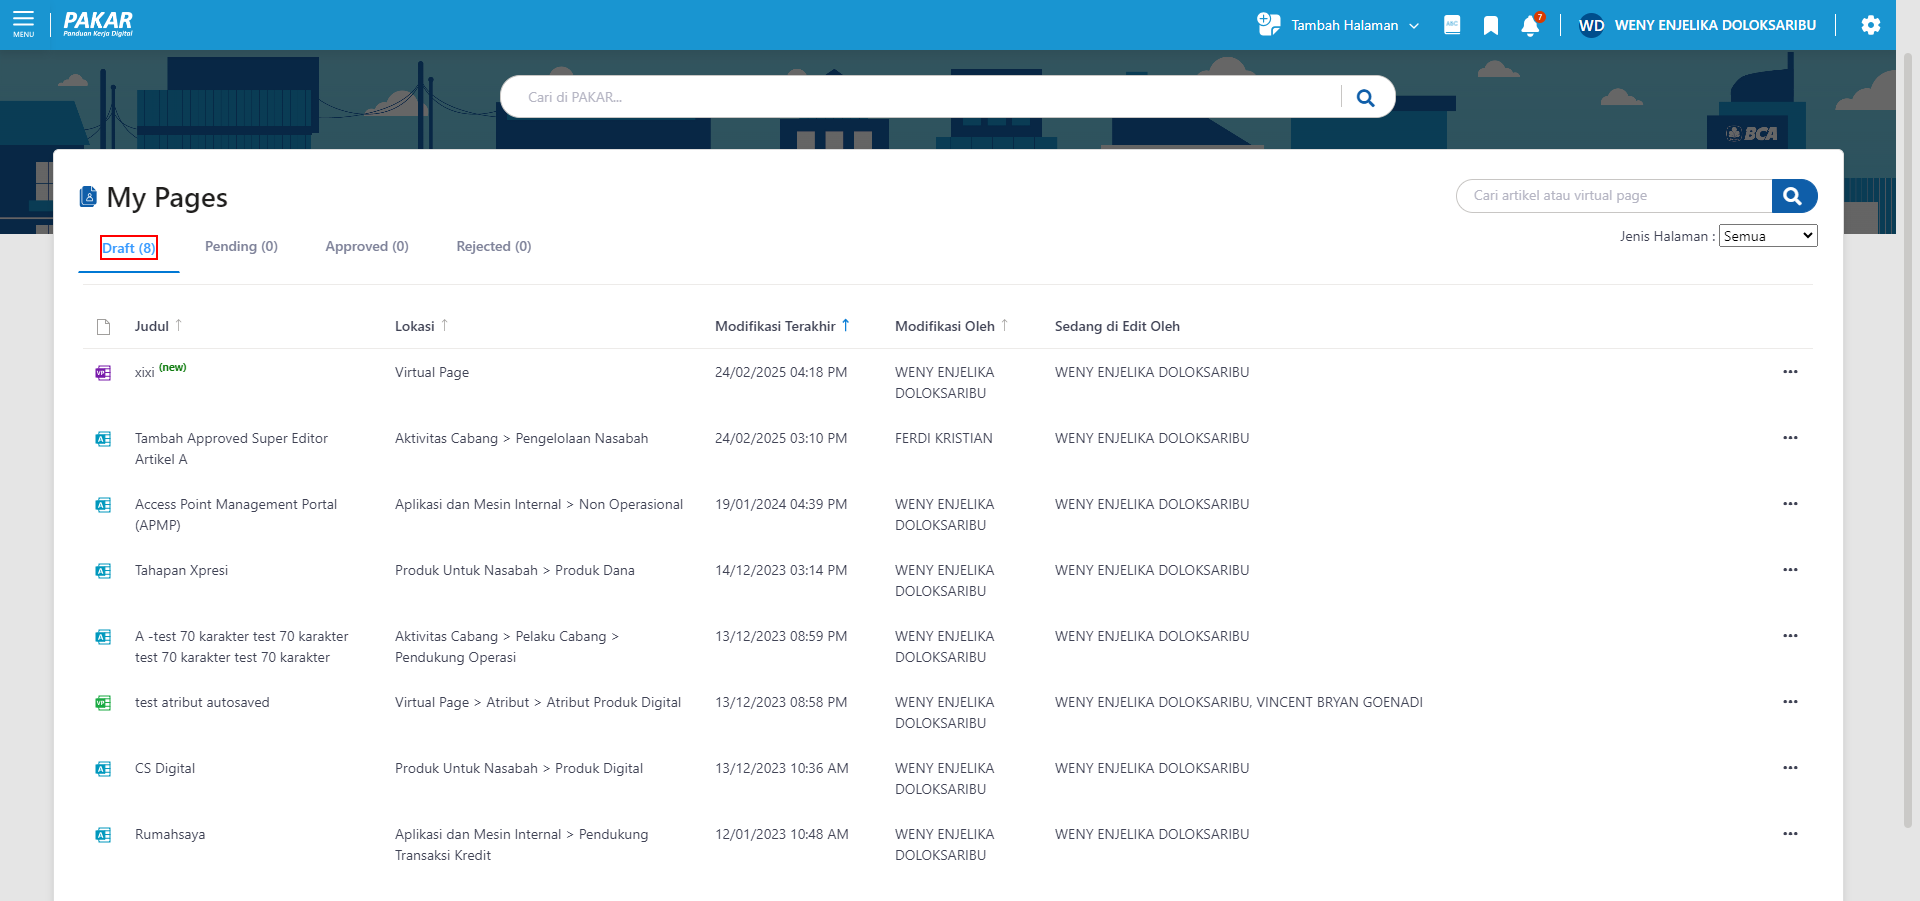 MENU
PAKAR
Panduan Kerja Digital
Tambah Halaman
ABC
7
WD
WENY ENJELIKA DOLOKSARIBU
Cari di PAKAR...
BCA
My Pages
Cari artikel atau virtual page
Draft (8)
Pending (0)
Approved (0)
Rejected (0)
Jenis Halaman : Semua
Judul
Lokasi
Modifikasi Terakhir
Modifikasi Oleh
Sedang di Edit Oleh
VP
xixi (new)
Virtual Page
24/02/2025 04:18 PM
WENY ENJELIKA
DOLOKSARIBU
WENY ENJELIKA DOLOKSARIBU
A
Tambah Approved Super Editor
Artikel A
Aktivitas Cabang > Pengelolaan Nasabah
24/02/2025 03:10 PM
FERDI KRISTIAN
WENY ENJELIKA DOLOKSARIBU
A
Access Point Management Portal
(APMP)
Aplikasi dan Mesin Internal > Non Operasional
19/01/2024 04:39 PM
WENY ENJELIKA
DOLOKSARIBU
WENY ENJELIKA DOLOKSARIBU
A
Tahapan Xpresi
Produk Untuk Nasabah > Produk Dana
14/12/2023 03:14 PM
WENY ENJELIKA
DOLOKSARIBU
WENY ENJELIKA DOLOKSARIBU
A
A -test 70 karakter test 70 karakter
test 70 karakter test 70 karakter
Aktivitas Cabang > Pelaku Cabang >
Pendukung Operasi
13/12/2023 08:59 PM
WENY ENJELIKA
DOLOKSARIBU
WENY ENJELIKA DOLOKSARIBU
VP
test atribut autosaved
Virtual Page > Atribut > Atribut Produk Digital
13/12/2023 08:58 PM
WENY ENJELIKA
DOLOKSARIBU
WENY ENJELIKA DOLOKSARIBU, VINCENT BRYAN GOENADI
A
CS Digital
Produk Untuk Nasabah > Produk Digital
13/12/2023 10:36 AM
WENY ENJELIKA
DOLOKSARIBU
WENY ENJELIKA DOLOKSARIBU
A
Rumahsaya
Aplikasi dan Mesin Internal > Pendukung
Transaksi Kredit
12/01/2023 10:48 AM
WENY ENJELIKA
DOLOKSARIBU
WENY ENJELIKA DOLOKSARIBU